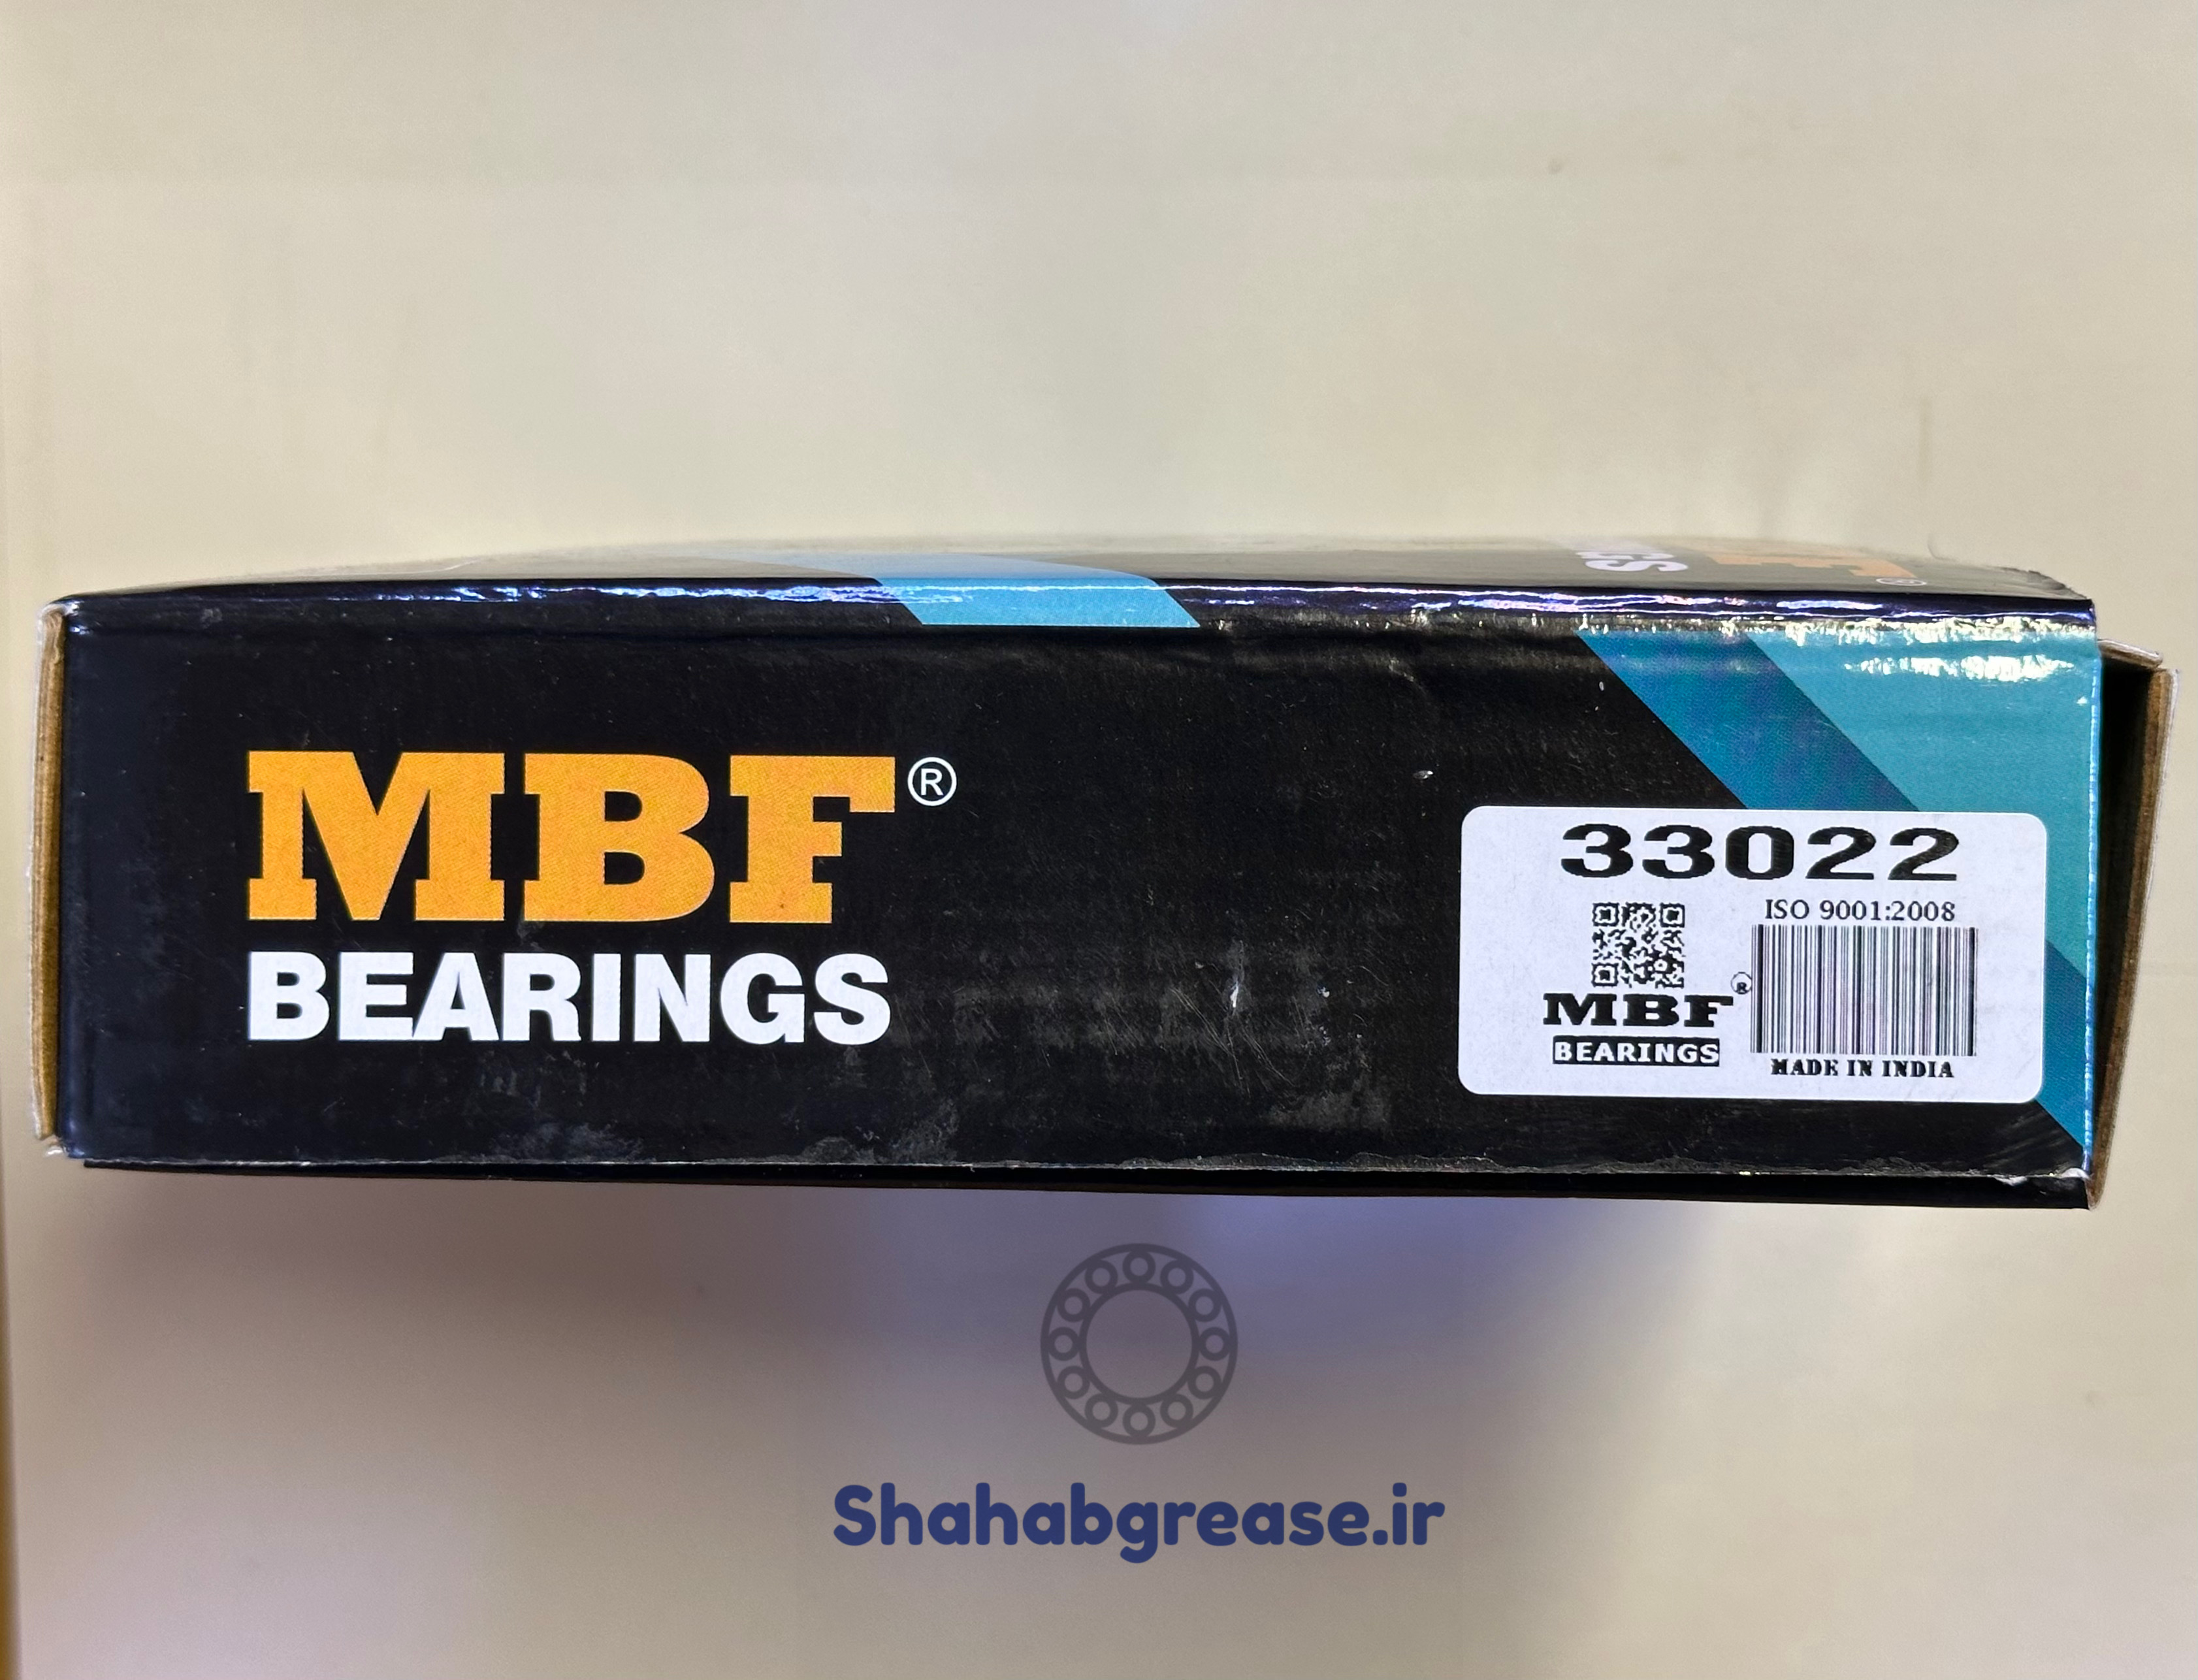 MBF®
BEARINGS
33022
ISO 9001:2008
MBF®
BEARINGS
MADE IN INDIA
Shahabgrease.ir